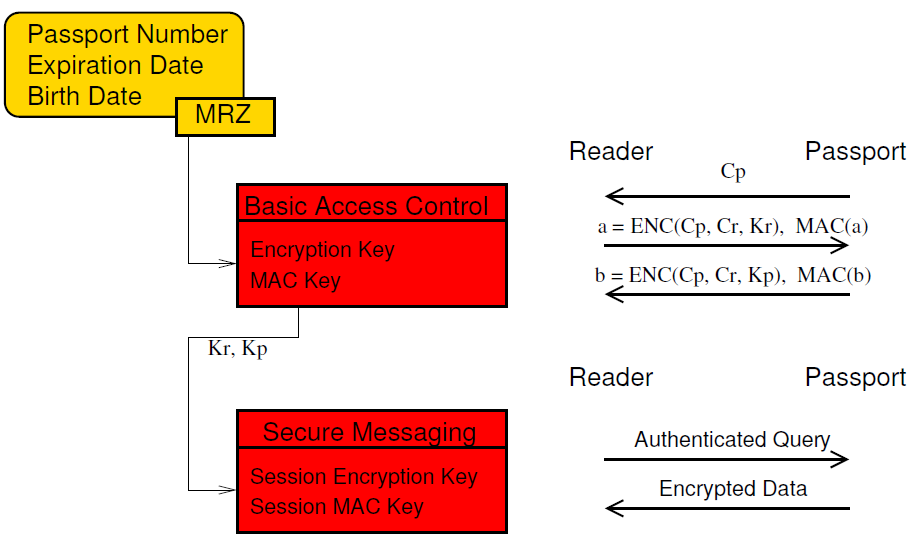 Passport Number
Expiration Date
Birth Date
MRZ
Basic Access Control
Encryption Key
MAC Key
Kr, Kp
Secure Messaging
Session Encryption Key
Session MAC Key
Reader Passport
Cp
a = ENC(Cp, Cr, Kr), MAC(a)
b = ENC(Cp, Cr, Kp), MAC(b)
Reader Passport
Authenticated Query
Encrypted Data